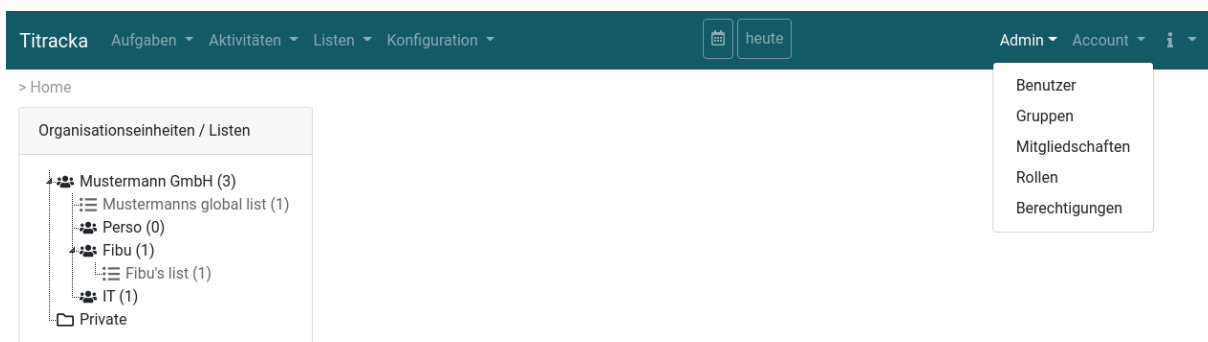 Titracka Aufgaben Aktivitäten Listen Konfiguration heute Admin Account
> Home
Organisationseinheiten / Listen
Mustermann GmbH (3)
Mustermanns global list (1)
Perso (0)
Fibu (1)
Fibu's list (1)
IT (1)
Private
Benutzer
Gruppen
Mitgliedschaften
Rollen
Berechtigungen